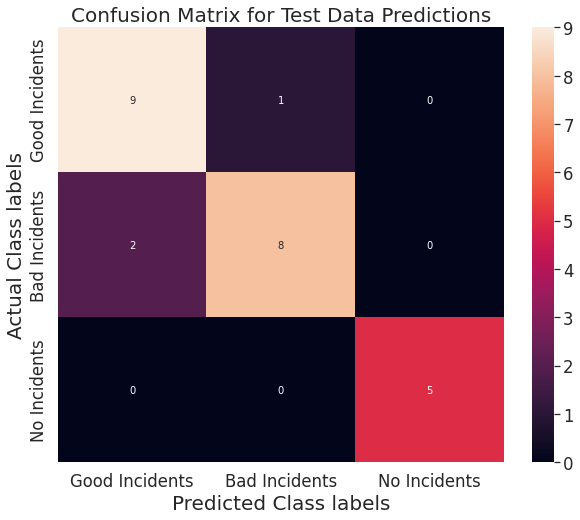 Confusion Matrix for Test Data Predictions
Actual Class labels
Good Incidents
Bad Incidents
No Incidents
9 1 0
2 8 0
0 0 5
Good Incidents Bad Incidents No Incidents
Predicted Class labels
9
8
7
6
5
4
3
2
1
0